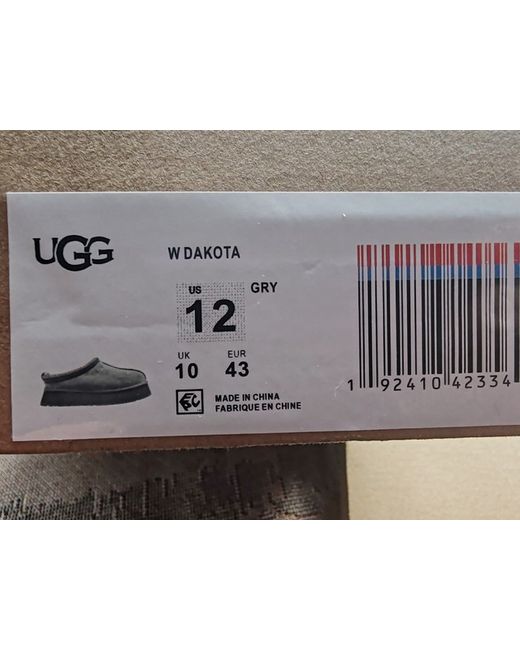 UGG
W DAKOTA
US
12
GRY
UK EUR
10 43
MADE IN CHINA
FABRIQUE EN CHINE
1 92410 42334